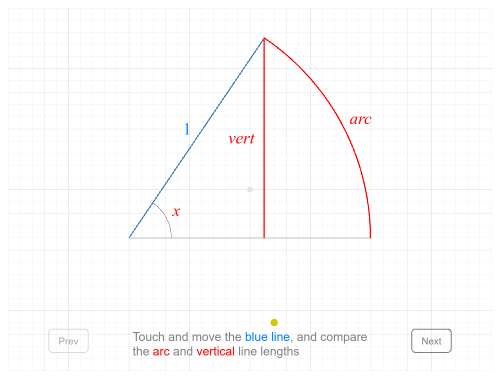 arc
1
vert
x
Touch and move the blue line, and compare
the arc and vertical line lengths
Prev
Next